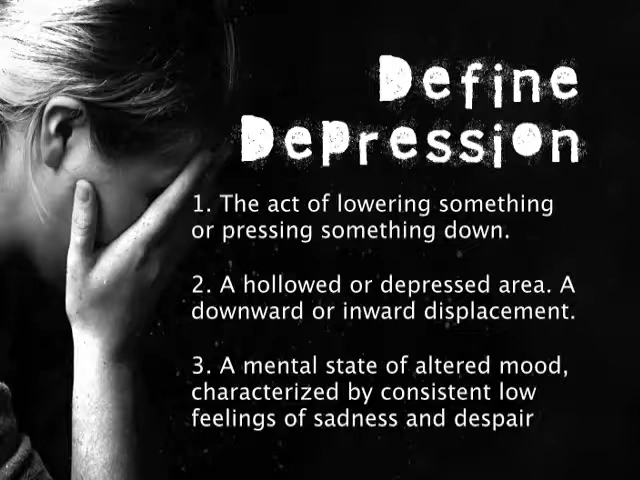 Define
Depression
1. The act of lowering something
or pressing something down.
2. A hollowed or depressed area. A
downward or inward displacement.
3. A mental state of altered mood,
characterized by consistent low
feelings of sadness and despair